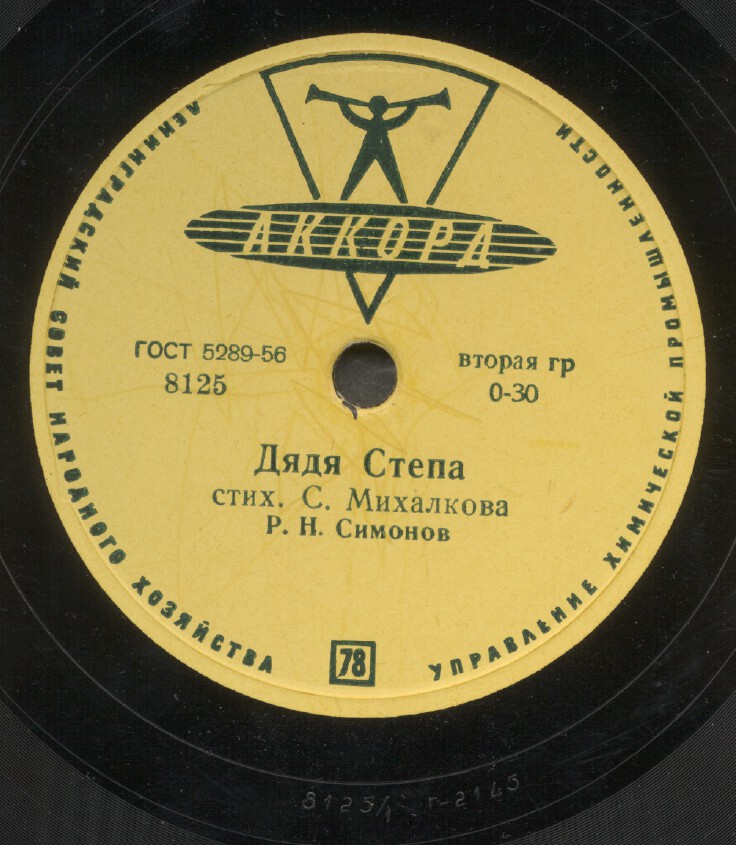 АККОРД
ЛЕНИНГРАДСКИЙ СОВЕТ НАРОДНОГО ХОЗЯЙСТВА
УПРАВЛЕНИЕ ХИМИЧЕСКОЙ ПРОМЫШЛЕННОСТИ
ГОСТ 5289-56
8125
вторая гр
0-30
Дядя Степа
стих. С. Михалкова
Р. Н. Симонов
78
8125/1 г-2145